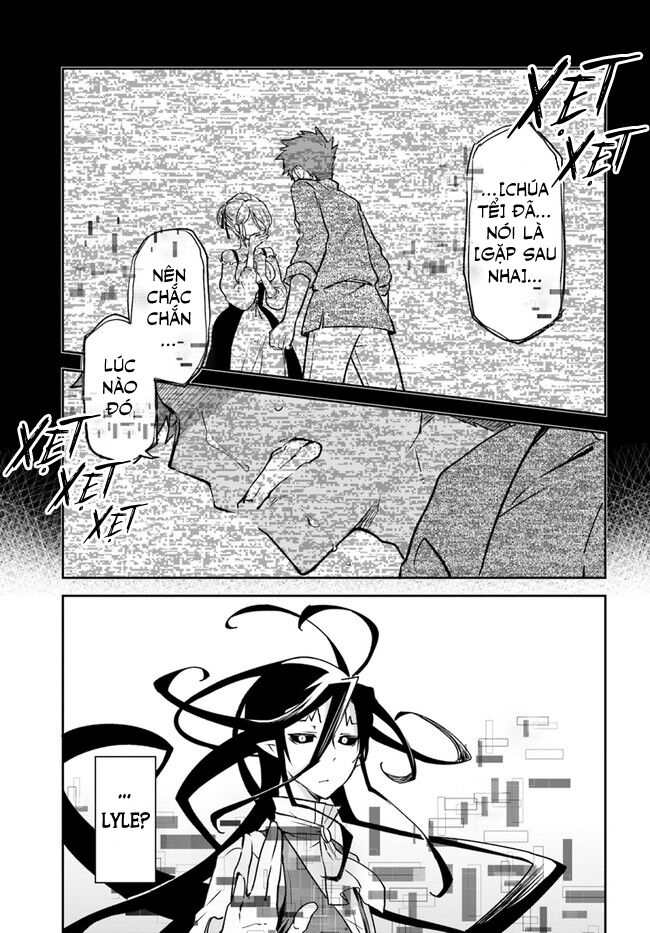 XẸT
XẸT
...[CHÚA
TỂ] ĐÃ...
NÓI LÀ
[GẶP SAU
NHA]...
NÊN
CHẮC
CHẮN
...
LÚC
NÀO
ĐÓ
XẸT
XẸT
XẸT
...
LYLE?